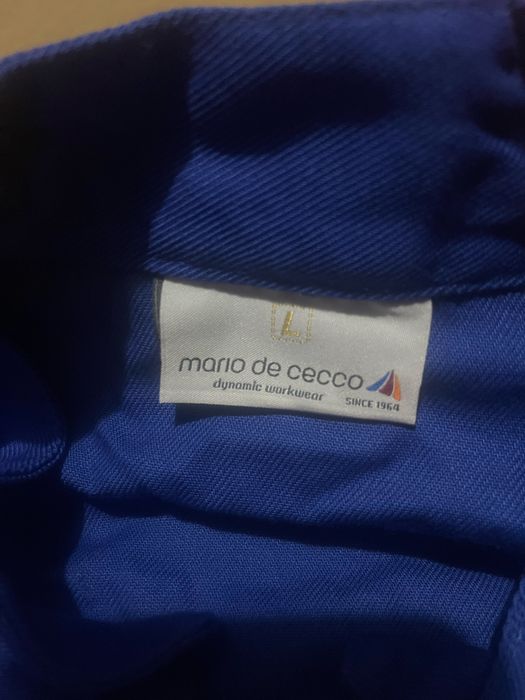 L
mario de cecco
dynamic workwear
SINCE 1964